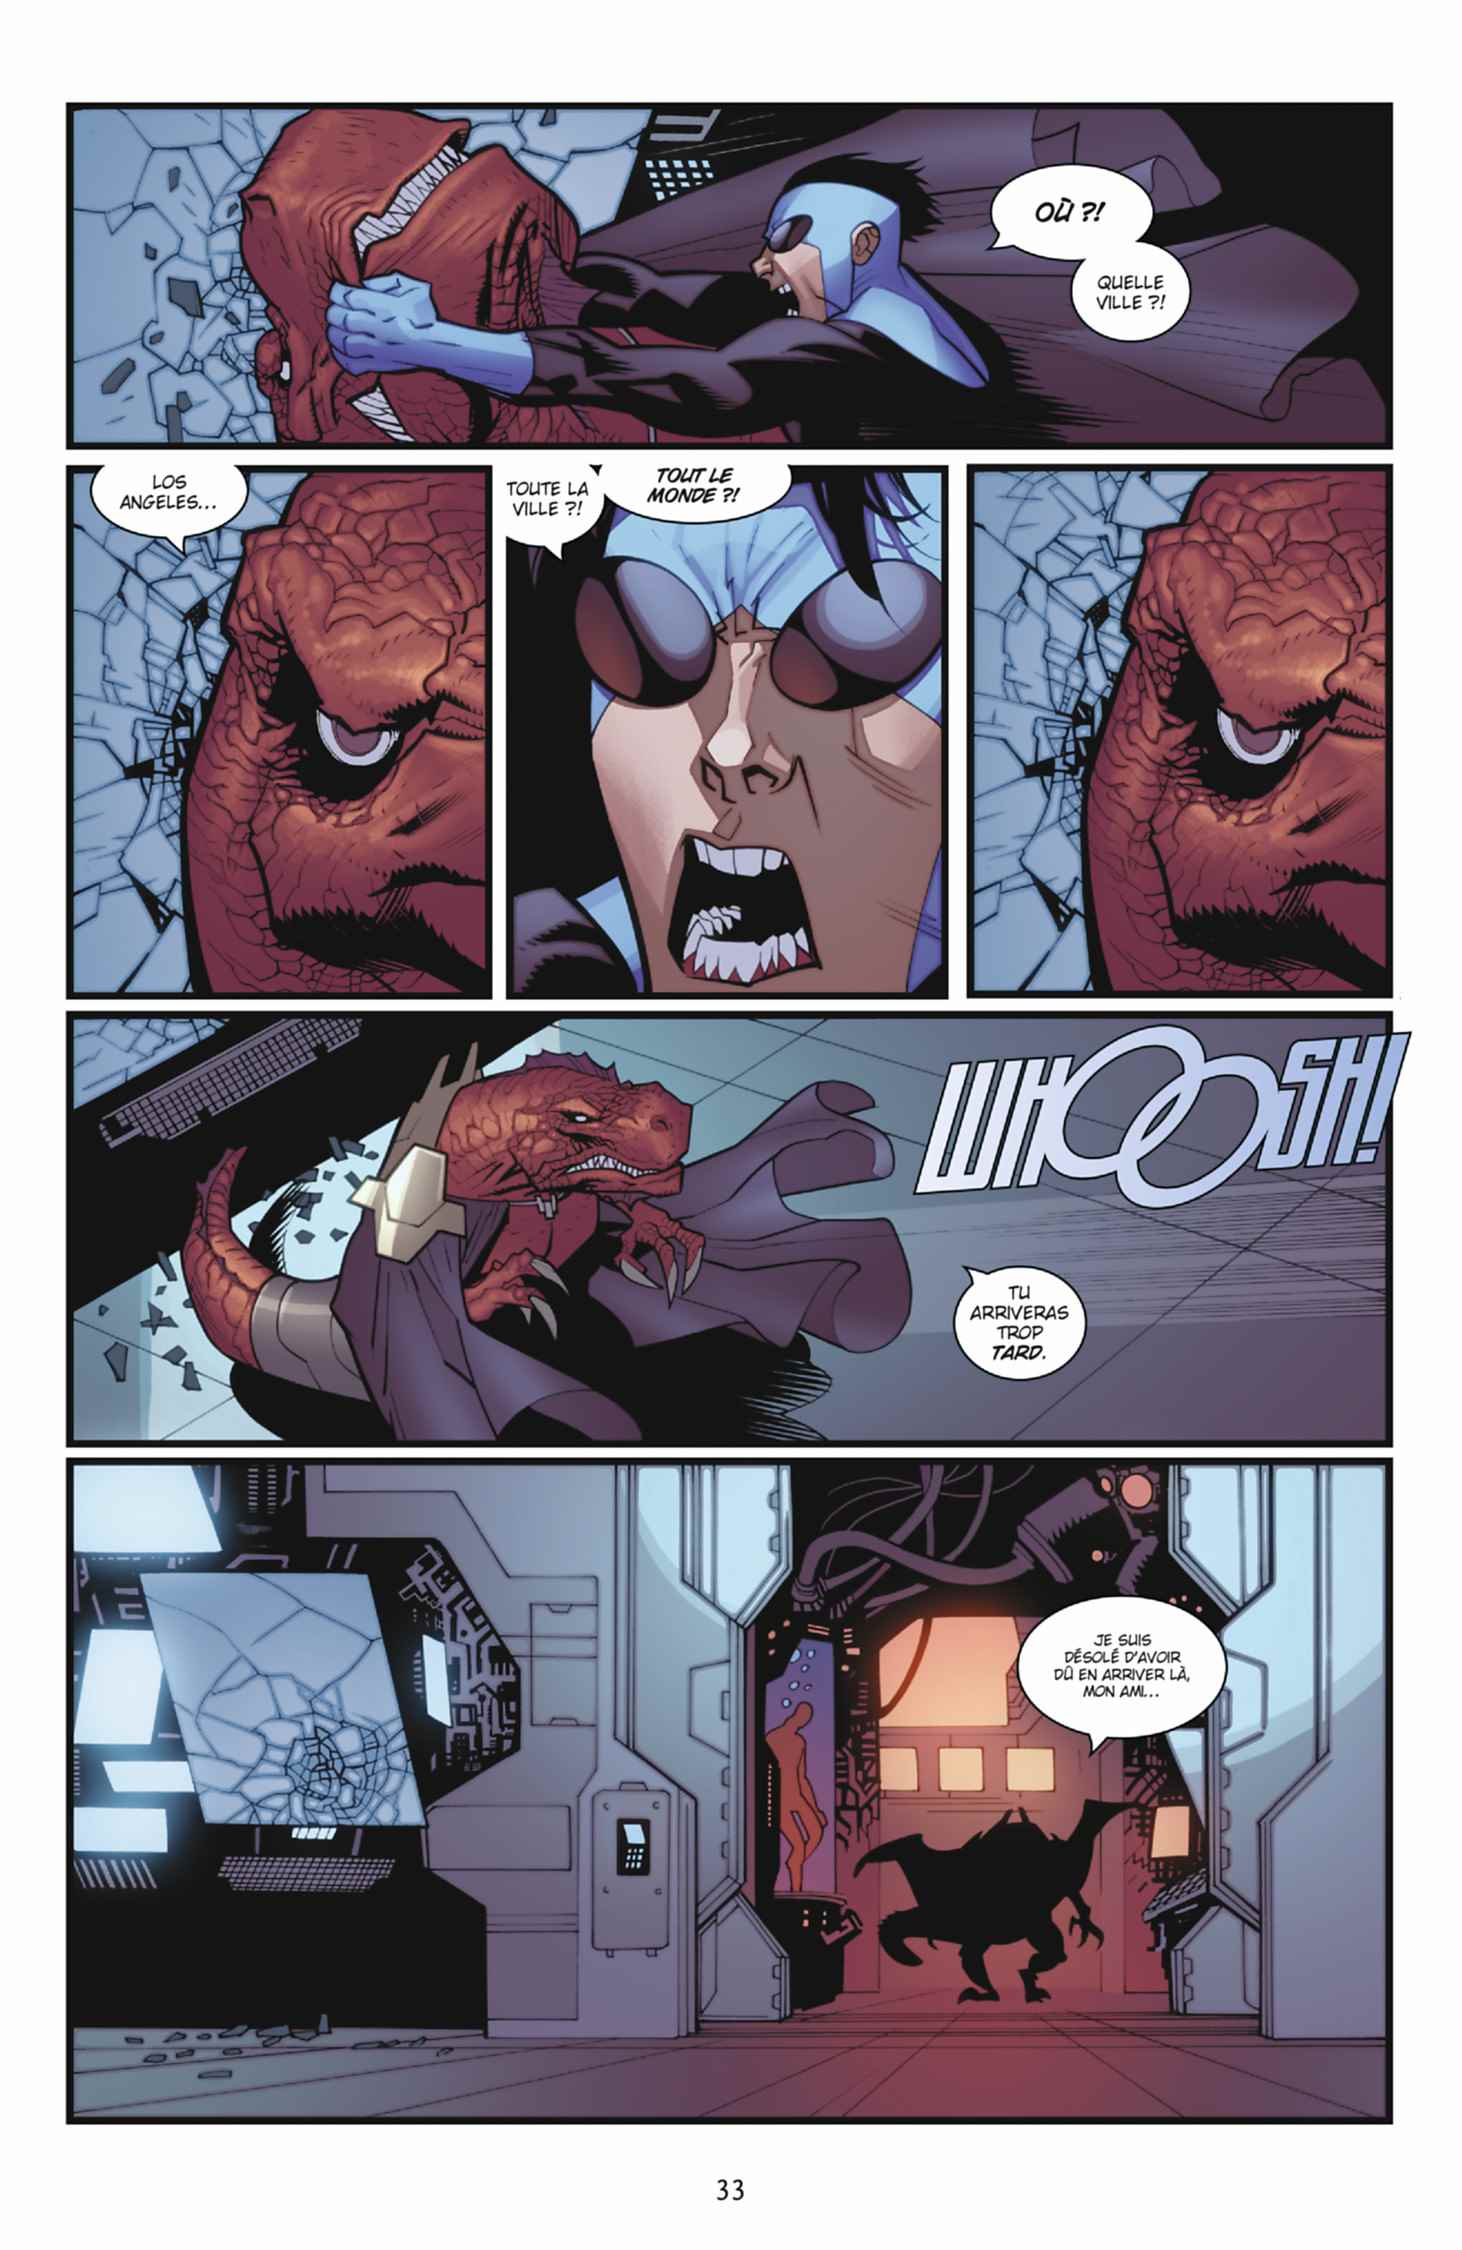 OÙ ?!
QUELLE
VILLE ?!
LOS
ANGELES...
TOUTE LA
VILLE ?!
TOUT LE
MONDE ?!
WHOOSH!
TU
ARRIVERAS
TROP
TARD.
JE SUIS
DÉSOLÉ D'AVOIR
DÛ EN ARRIVER LÀ,
MON AMI...
33